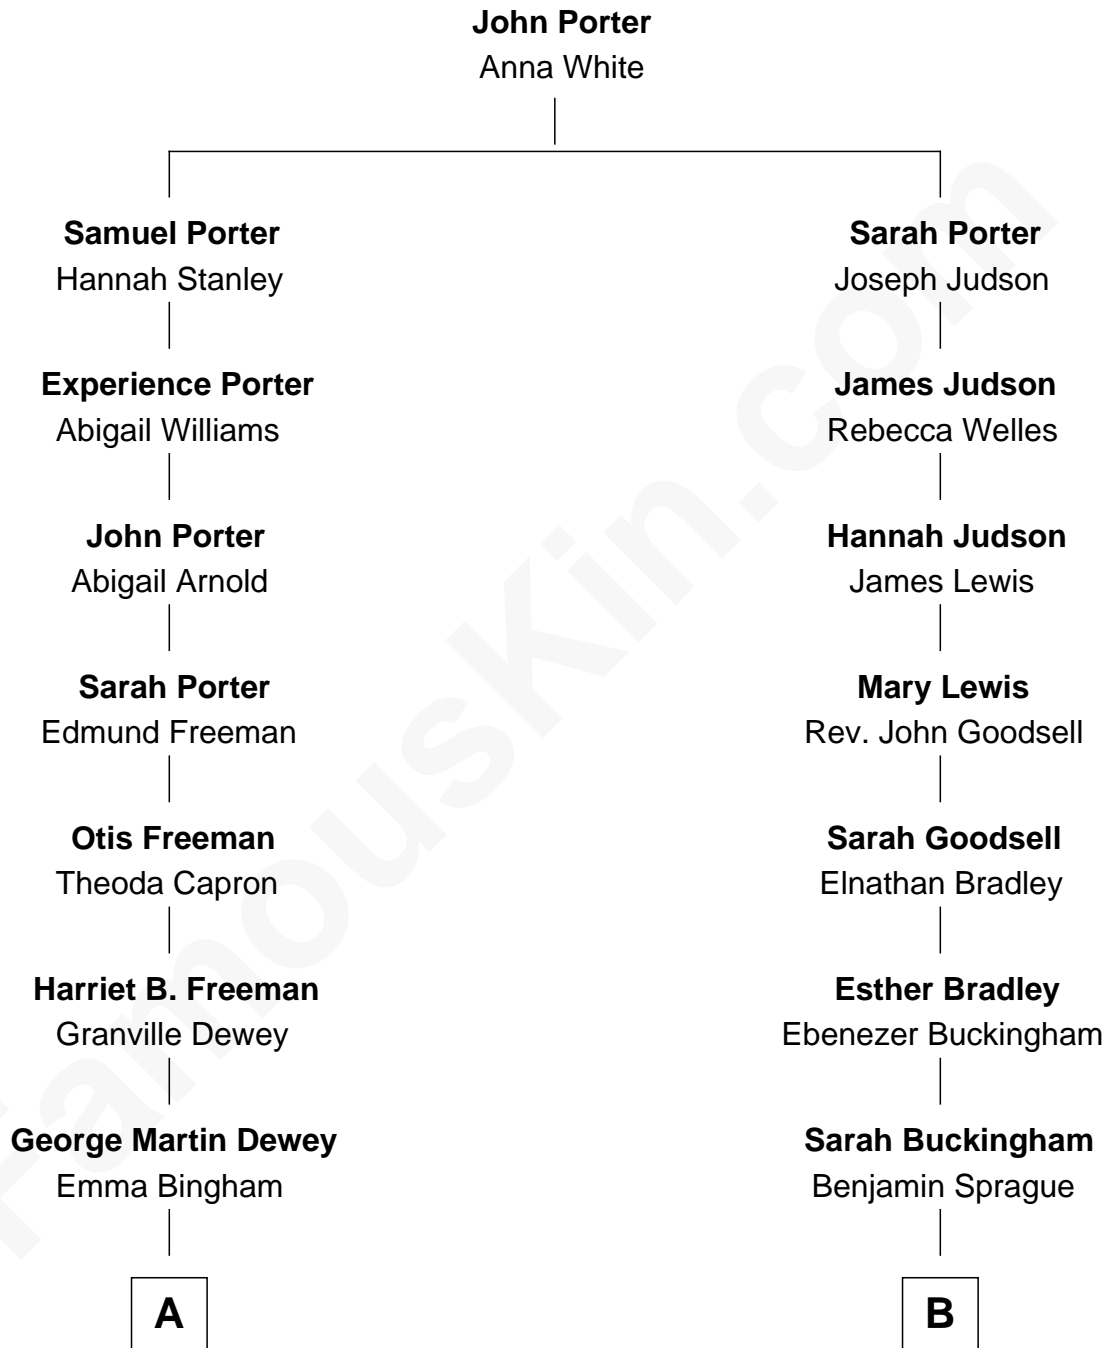 John Porter
Anna White
Samuel Porter
Hannah Stanley
Sarah Porter
Joseph Judson
Experience Porter
Abigail Williams
James Judson
Rebecca Welles
John Porter
Abigail Arnold
Hannah Judson
James Lewis
Sarah Porter
Edmund Freeman
Mary Lewis
Rev. John Goodsell
Otis Freeman
Theoda Capron
Sarah Goodsell
Elnathan Bradley
Harriet B. Freeman
Granville Dewey
Esther Bradley
Ebenezer Buckingham
George Martin Dewey
Emma Bingham
Sarah Buckingham
Benjamin Sprague
A
B
FamousKin.com